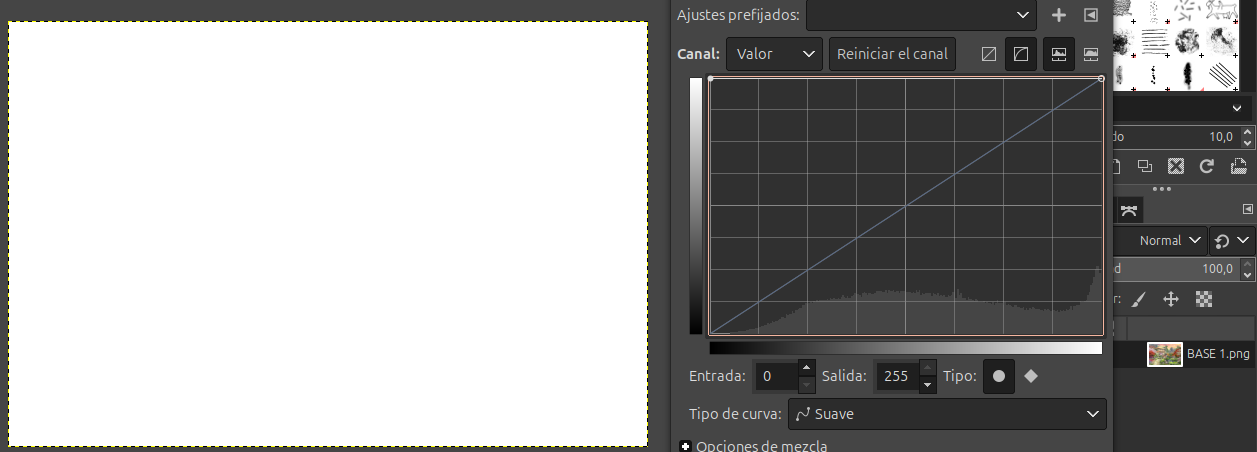 Ajustes prefijados:
Canal: Valor Reiniciar el canal
do 10,0
Normal
d 100,0
r:
BASE 1.png
Entrada: 0 Salida: 255 Tipo:
Tipo de curva: Suave
Opciones de mezcla